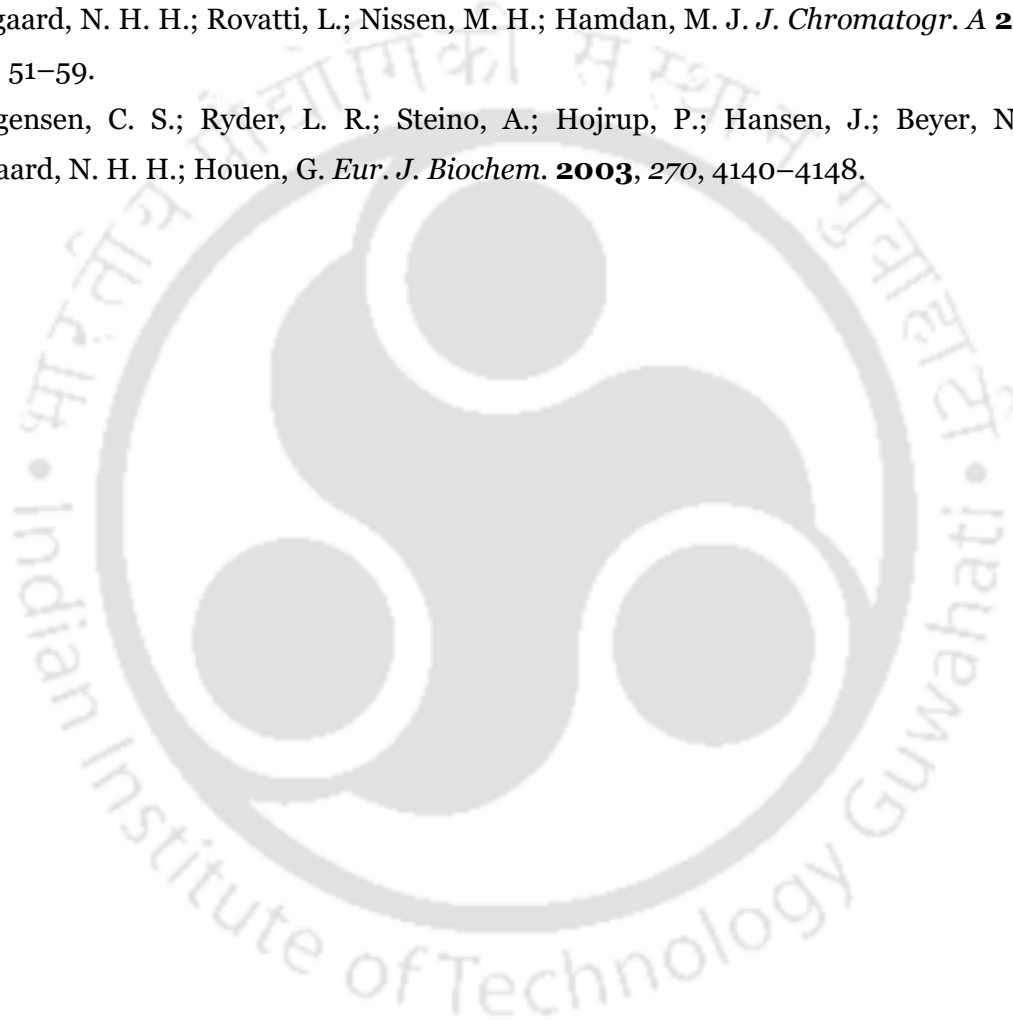 gaard, N. H. H.; Rovatti, L.; Nissen, M. H.; Hamdan, M. J. J. Chromatogr. A 2
51–59.
gensen, C. S.; Ryder, L. R.; Steino, A.; Hojrup, P.; Hansen, J.; Beyer, N
aard, N. H. H.; Houen, G. Eur. J. Biochem. 2003, 270, 4140–4148.
भारतीय प्रौद्योगिकी संस्थान गुवाहाटी
Indian Institute of Technology Guwahati